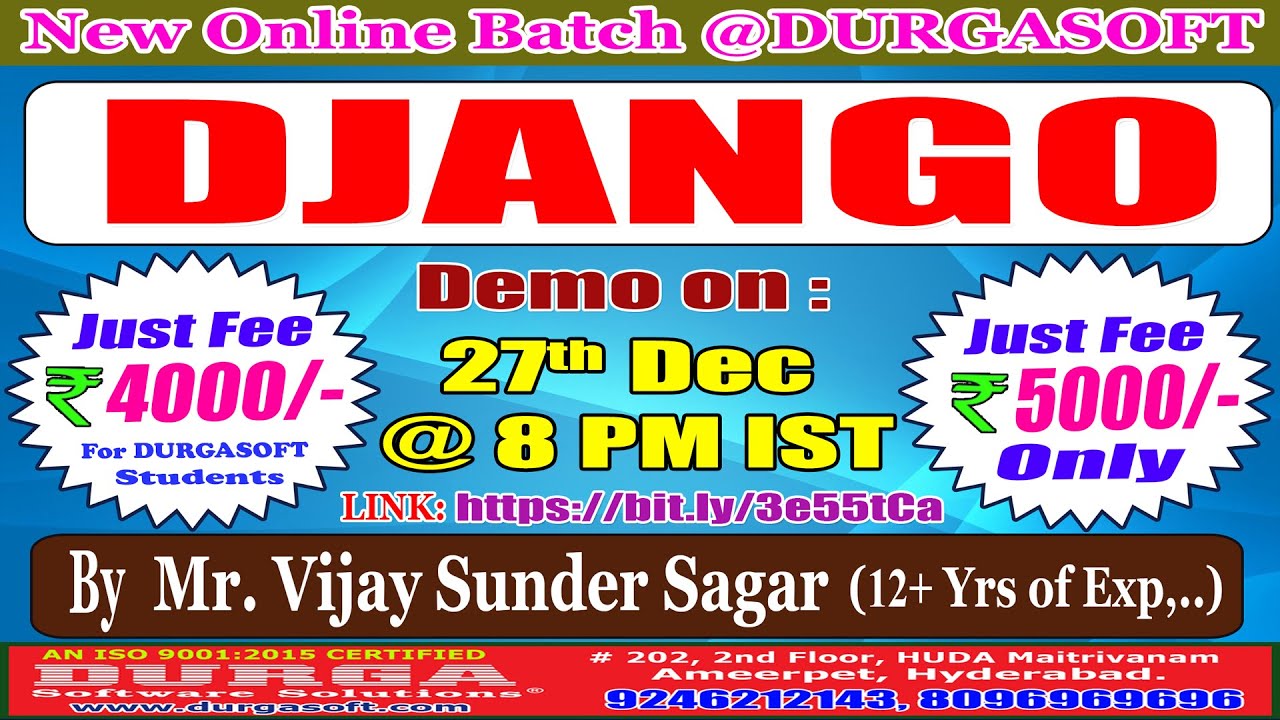 New Online Batch @DURGASOFT
DJANGO
Just Fee
₹ 4000/-
For DURGASOFT
Students
Demo on :
27th Dec
@ 8 PM IST
LINK: https://bit.ly/3e55tCa
Just Fee
₹ 5000/-
Only
By Mr. Vijay Sunder Sagar (12+ Yrs of Exp,..)
AN ISO 9001:2015 CERTIFIED
DURGA
Software Solutions®
www.durgasoft.com
# 202, 2nd Floor, HUDA Maitrivanam
Ameerpet, Hyderabad.
9246212143, 8096969696